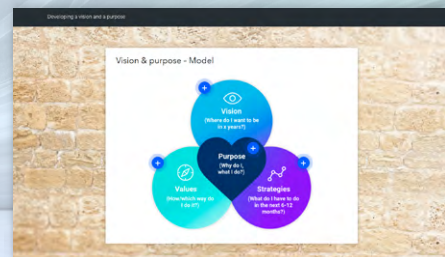 Developing a vision and a purpose
Vision & purpose - Model
Vision
(Where do I want to be
in x years?)
Purpose
(Why do I,
what I do?)
Values
(How/which way do
I do it?)
Strategies
(What do I have to do
in the next 6-12
months?)